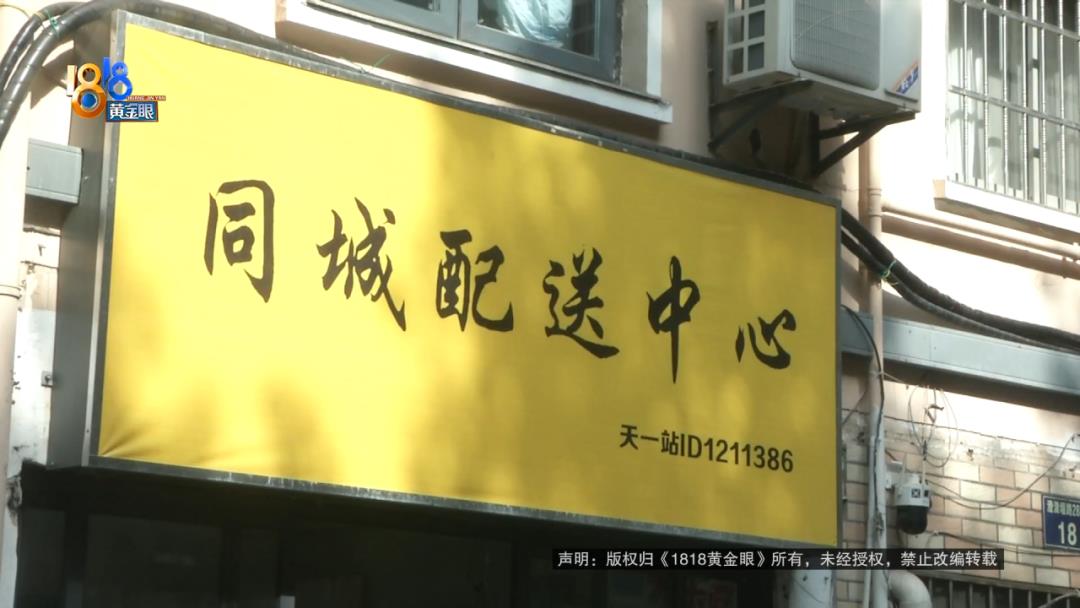 1818
黄金眼
同城配送中心
天一站ID1211386
18
声明：版权归《1818黄金眼》所有，未经授权，禁止改编转载